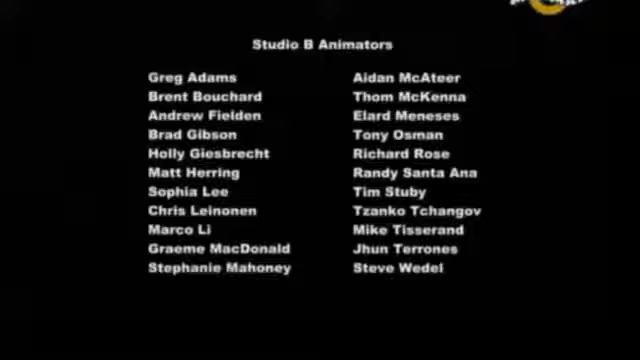 Studio B Animators
Greg Adams
Brent Bouchard
Andrew Fielden
Brad Gibson
Holly Giesbrecht
Matt Herring
Sophia Lee
Chris Leinonen
Marco Li
Graeme MacDonald
Stephanie Mahoney
Aidan McAteer
Thom McKenna
Elard Meneses
Tony Osman
Richard Rose
Randy Santa Ana
Tim Stuby
Tzanko Tchangov
Mike Tisserand
Jhun Terrones
Steve Wedel